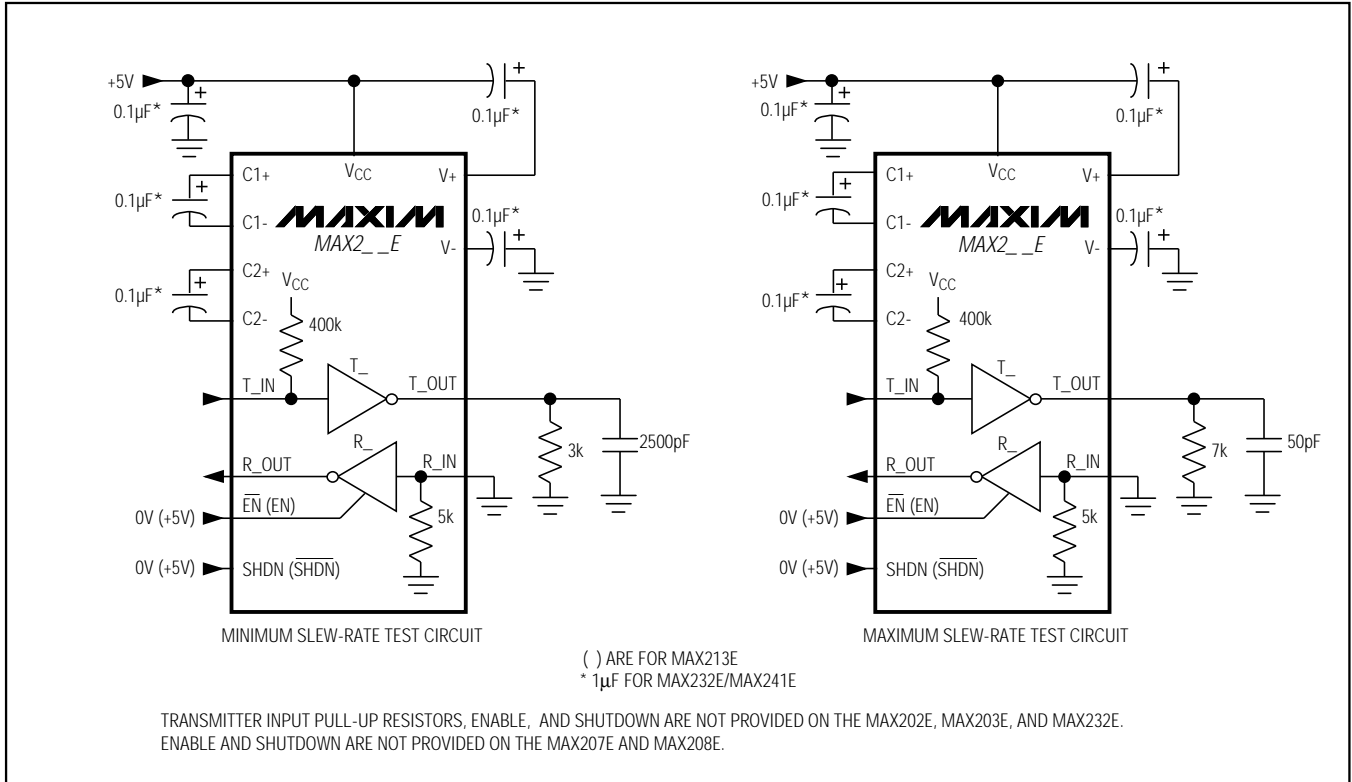 +5V
0.1µF*
+
+
0.1µF*
C1+
VCC
V+
0.1µF*
+
C1-
MAXIM
MAX2_ _E
0.1µF*
+
V-
C2+
0.1µF*
+
C2-
VCC
400k
T_IN
T_
T_OUT
3k
2500pF
R_OUT
R_
R_IN
5k
0V (+5V)
EN (EN)
0V (+5V)
SHDN (SHDN)
MINIMUM SLEW-RATE TEST CIRCUIT
+5V
0.1µF*
+
+
0.1µF*
C1+
VCC
V+
0.1µF*
+
C1-
MAXIM
MAX2_ _E
0.1µF*
+
V-
C2+
0.1µF*
+
C2-
VCC
400k
T_IN
T_
T_OUT
7k
50pF
R_OUT
R_
R_IN
5k
0V (+5V)
EN (EN)
0V (+5V)
SHDN (SHDN)
MAXIMUM SLEW-RATE TEST CIRCUIT
( ) ARE FOR MAX213E
* 1µF FOR MAX232E/MAX241E
TRANSMITTER INPUT PULL-UP RESISTORS, ENABLE, AND SHUTDOWN ARE NOT PROVIDED ON THE MAX202E, MAX203E, AND MAX232E.
ENABLE AND SHUTDOWN ARE NOT PROVIDED ON THE MAX207E AND MAX208E.